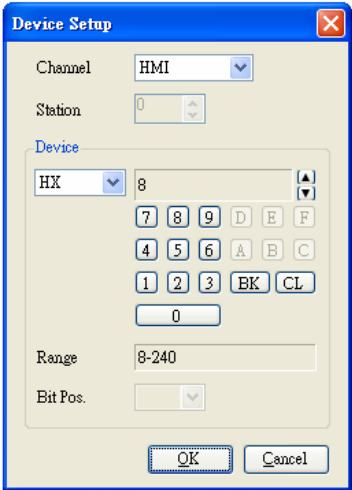 Device Setup
Channel HMI
Station 0
Device
HX 8
7 8 9 D E F
4 5 6 A B C
1 2 3 BK CL
0
Range 8-240
Bit Pos.
OK Cancel